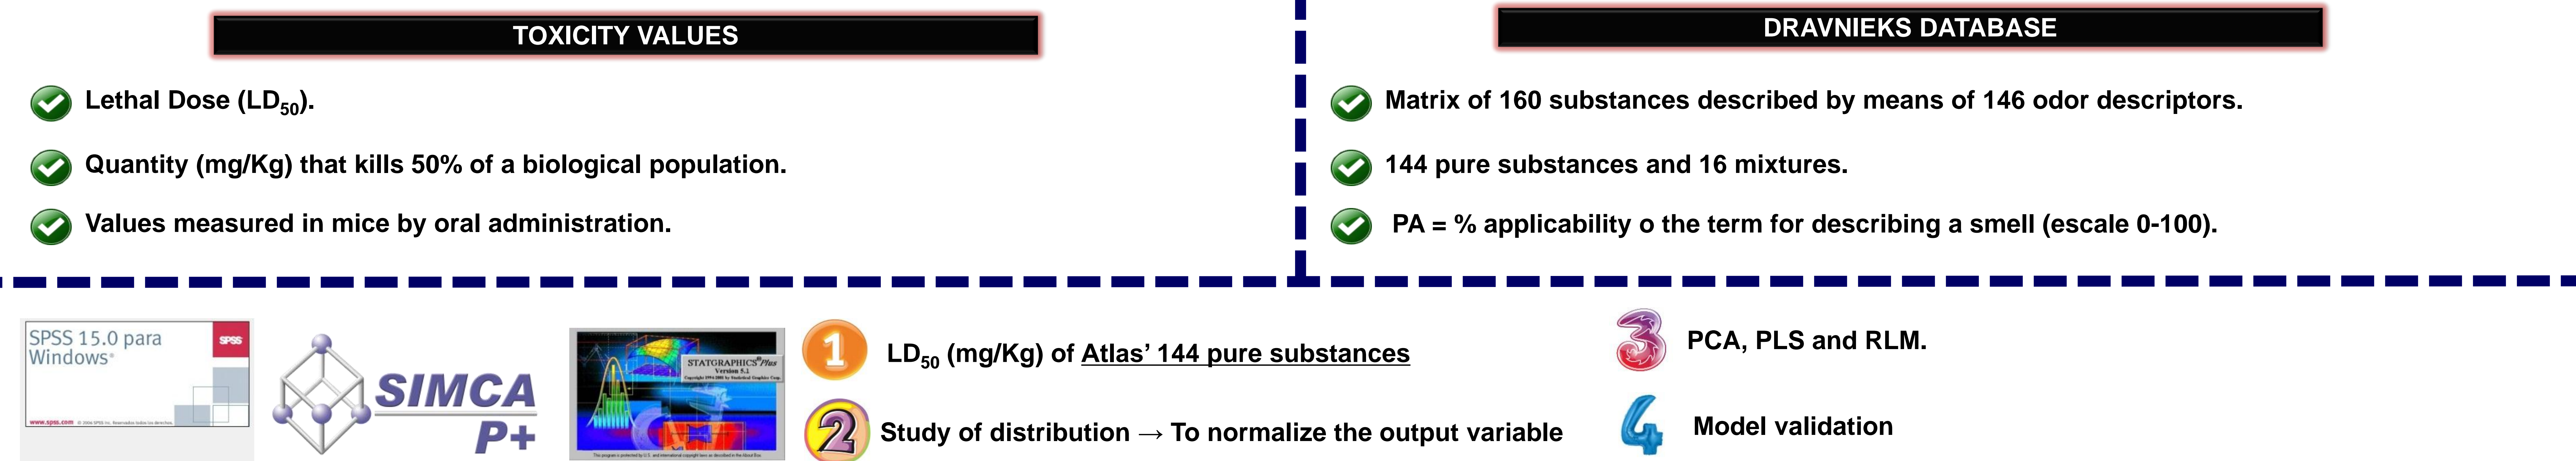 TOXICITY VALUES
Lethal Dose (LD50).
Quantity (mg/Kg) that kills 50% of a biological population.
Values measured in mice by oral administration.
DRAVNIEKS DATABASE
Matrix of 160 substances described by means of 146 odor descriptors.
144 pure substances and 16 mixtures.
PA = % applicability o the term for describing a smell (escale 0-100).
SPSS 15.0 para
Windows®
SPSS
www.spss.com
SIMCA
P+
STATGRAPHICS Plus
Version 5.1
1
LD50 (mg/Kg) of Atlas’ 144 pure substances
2
Study of distribution → To normalize the output variable
3
PCA, PLS and RLM.
4
Model validation